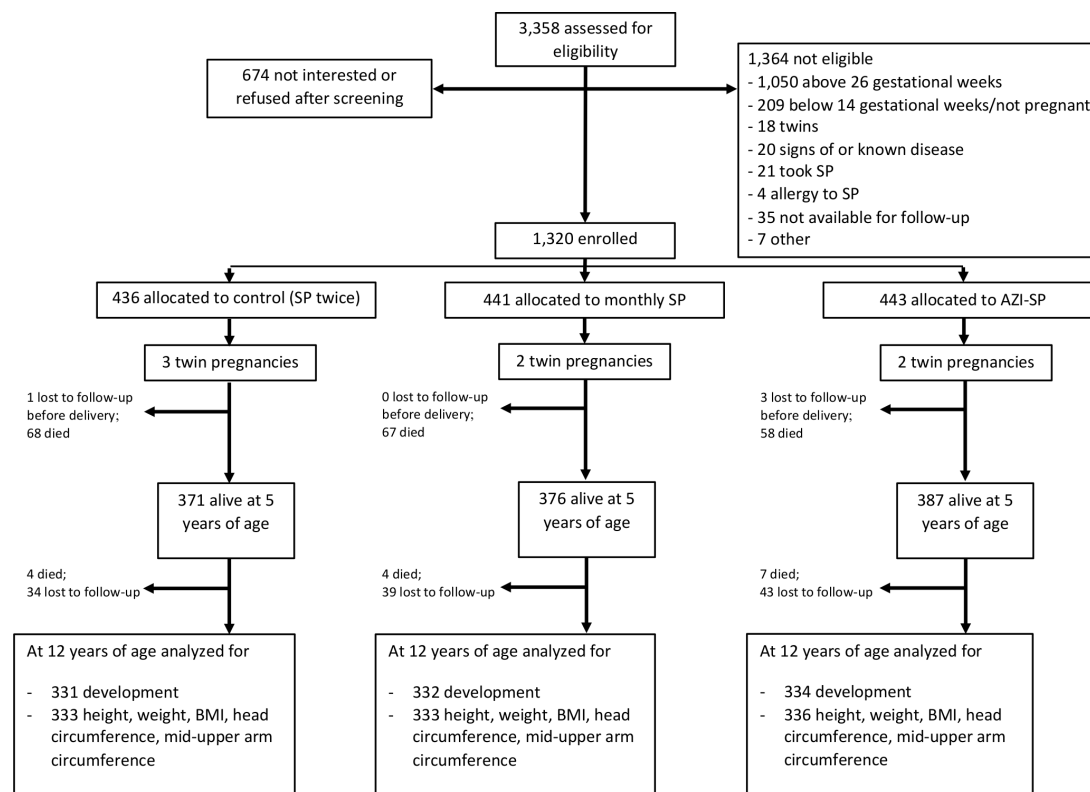 3,358 assessed for
eligibility
674 not interested or
refused after screening
1,364 not eligible
- 1,050 above 26 gestational weeks
- 209 below 14 gestational weeks/not pregnant
- 18 twins
- 20 signs of or known disease
- 21 took SP
- 4 allergy to SP
- 35 not available for follow-up
- 7 other
1,320 enrolled
436 allocated to control (SP twice)
441 allocated to monthly SP
443 allocated to AZI-SP
3 twin pregnancies
2 twin pregnancies
2 twin pregnancies
1 lost to follow-up
before delivery;
68 died
0 lost to follow-up
before delivery;
67 died
3 lost to follow-up
before delivery;
58 died
371 alive at 5
years of age
376 alive at 5
years of age
387 alive at 5
years of age
4 died;
34 lost to follow-up
4 died;
39 lost to follow-up
7 died;
43 lost to follow-up
At 12 years of age analyzed for
- 331 development
- 333 height, weight, BMI, head
circumference, mid-upper arm
circumference
At 12 years of age analyzed for
- 332 development
- 333 height, weight, BMI, head
circumference, mid-upper arm
circumference
At 12 years of age analyzed for
- 334 development
- 336 height, weight, BMI, head
circumference, mid-upper arm
circumference